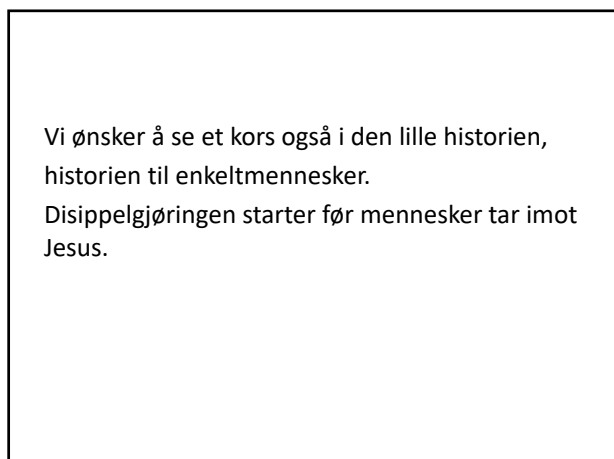 Vi ønsker å se et kors også i den lille historien,
historien til enkeltmennesker.
Disippelgjøringen starter før mennesker tar imot
Jesus.